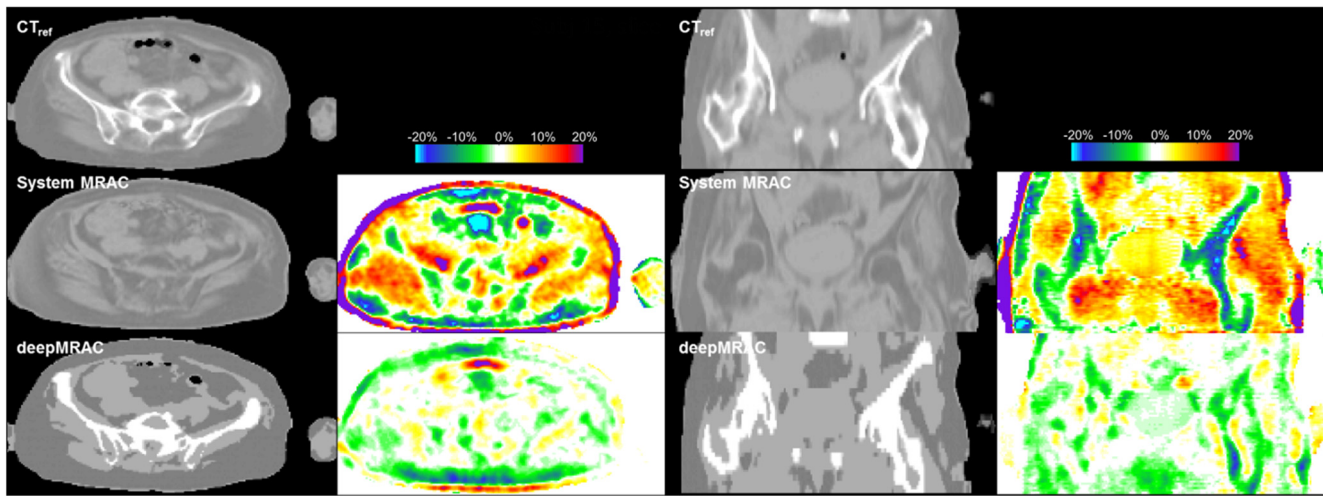 CTref
CTref
-20% -10% 0% 10% 20%
-20% -10% 0% 10% 20%
System MRAC
System MRAC
deepMRAC
deepMRAC